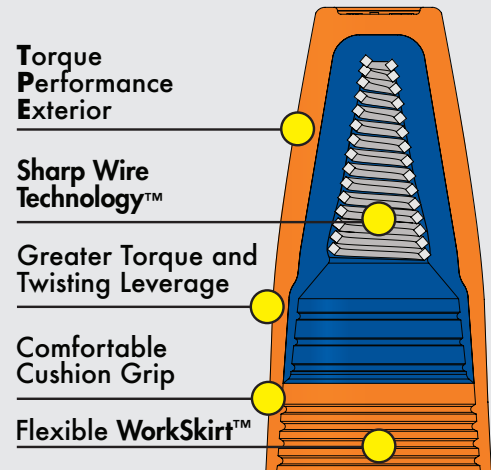 Torque
Performance
Exterior
Sharp Wire
Technology™
Greater Torque and
Twisting Leverage
Comfortable
Cushion Grip
Flexible WorkSkirt™